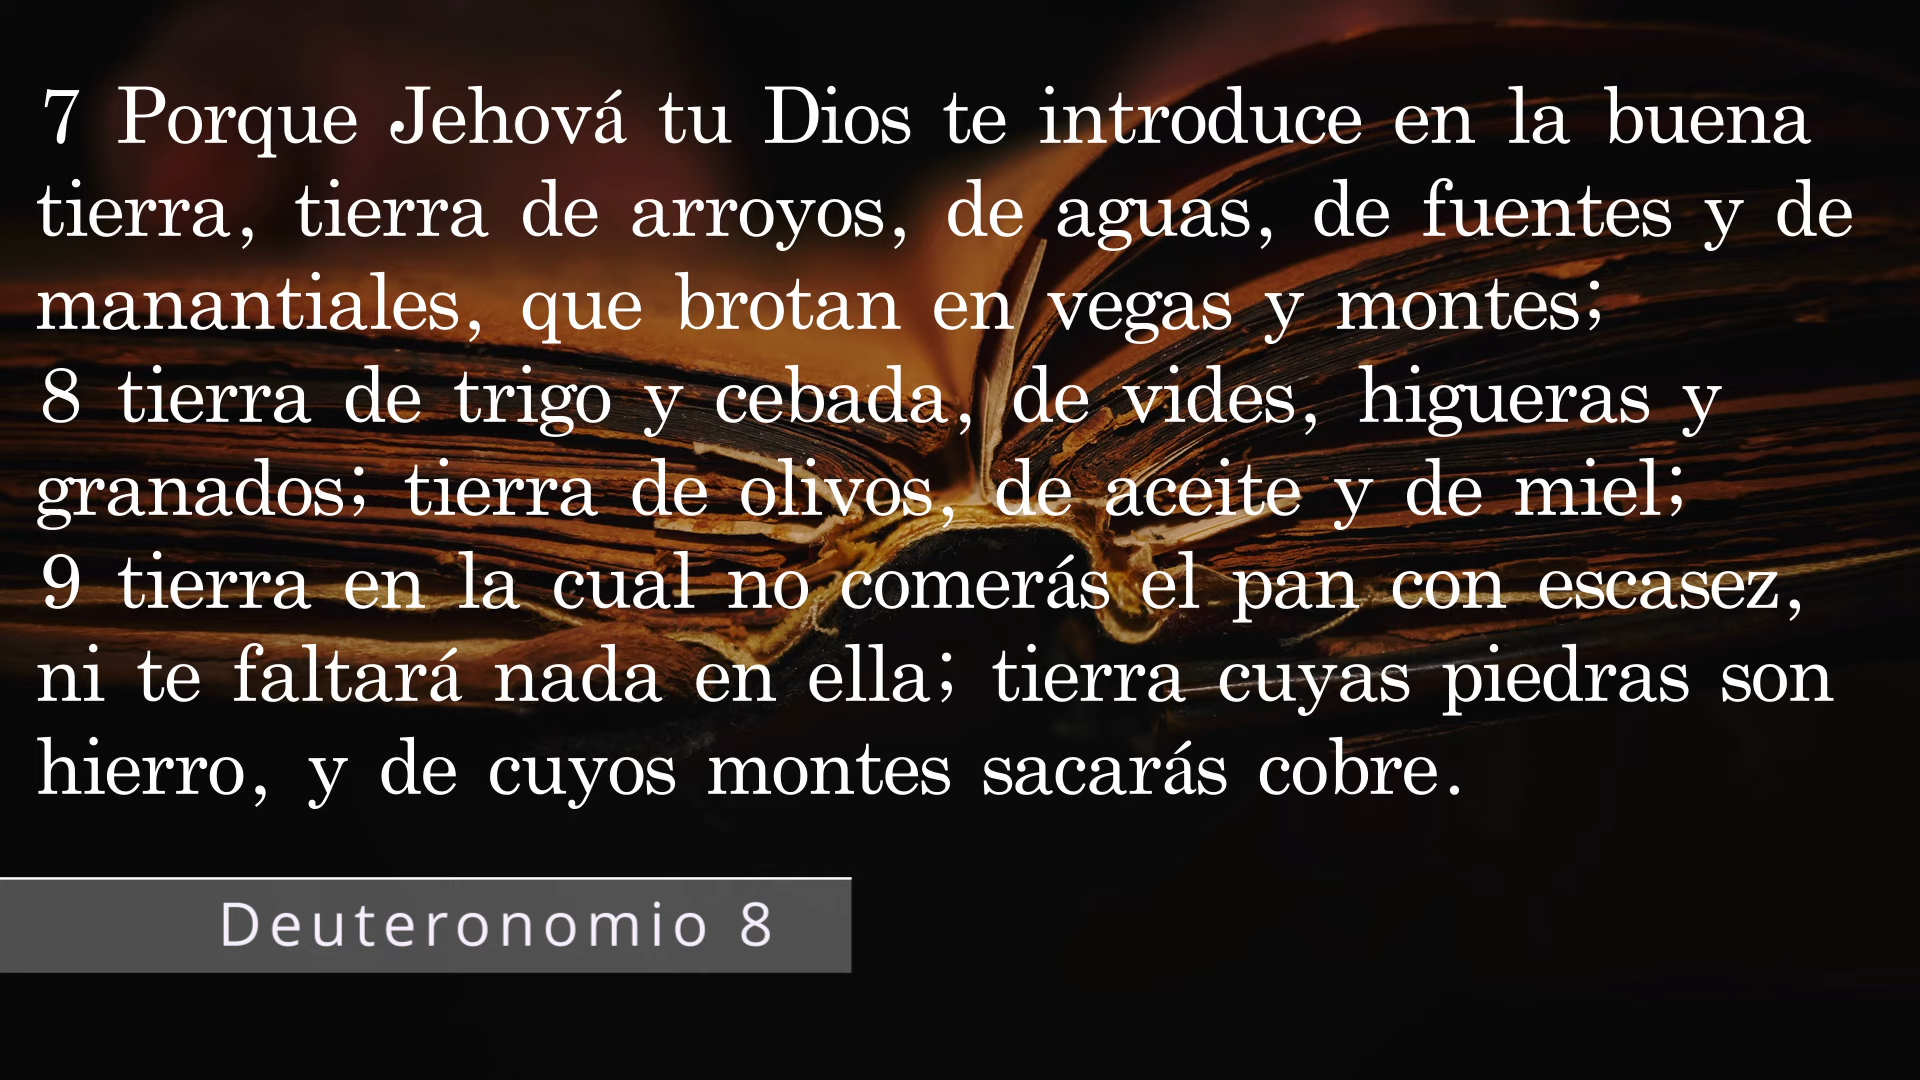 7 Porque Jehová tu Dios te introduce en la buena
tierra, tierra de arroyos, de aguas, de fuentes y de
manantiales, que brotan en vegas y montes;
8 tierra de trigo y cebada, de vides, higueras y
granados; tierra de olivos, de aceite y de miel;
9 tierra en la cual no comerás el pan con escasez,
ni te faltará nada en ella; tierra cuyas piedras son
hierro, y de cuyos montes sacarás cobre.
Deuteronomio 8